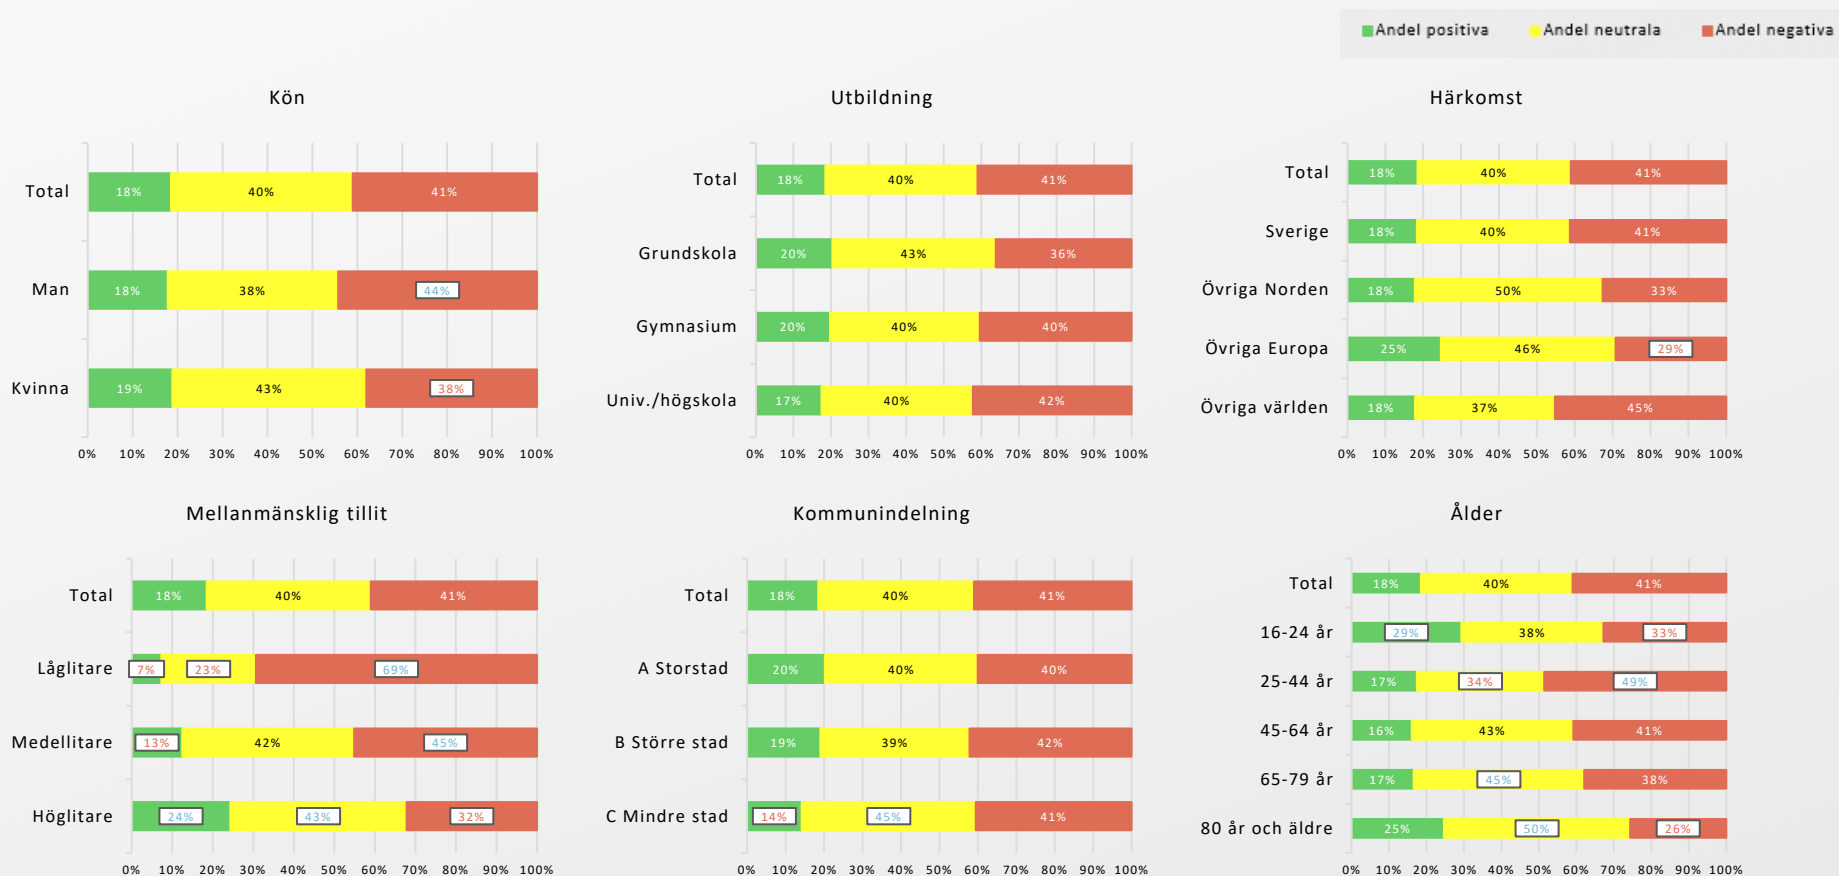 Andel positiva Andel neutrala Andel negativa
Kön
Total 18% 40% 41%
Man 18% 38% 44%
Kvinna 19% 43% 38%
0% 10% 20% 30% 40% 50% 60% 70% 80% 90% 100%
Utbildning
Total 18% 40% 41%
Grundskola 20% 43% 36%
Gymnasium 20% 40% 40%
Univ./högskola 17% 40% 42%
0% 10% 20% 30% 40% 50% 60% 70% 80% 90% 100%
Härkomst
Total 18% 40% 41%
Sverige 18% 40% 41%
Övriga Norden 18% 50% 33%
Övriga Europa 25% 46% 29%
Övriga världen 18% 37% 45%
0% 10% 20% 30% 40% 50% 60% 70% 80% 90% 100%
Mellanmänsklig tillit
Total 18% 40% 41%
Låglitare 7% 23% 69%
Medellitare 13% 42% 45%
Höglitare 24% 43% 32%
0% 10% 20% 30% 40% 50% 60% 70% 80% 90% 100%
Kommunindelning
Total 18% 40% 41%
A Storstad 20% 40% 40%
B Större stad 19% 39% 42%
C Mindre stad 14% 45% 41%
0% 10% 20% 30% 40% 50% 60% 70% 80% 90% 100%
Ålder
Total 18% 40% 41%
16-24 år 29% 38% 33%
25-44 år 17% 34% 49%
45-64 år 16% 43% 41%
65-79 år 17% 45% 38%
80 år och äldre 25% 50% 26%
0% 10% 20% 30% 40% 50% 60% 70% 80% 90% 100%